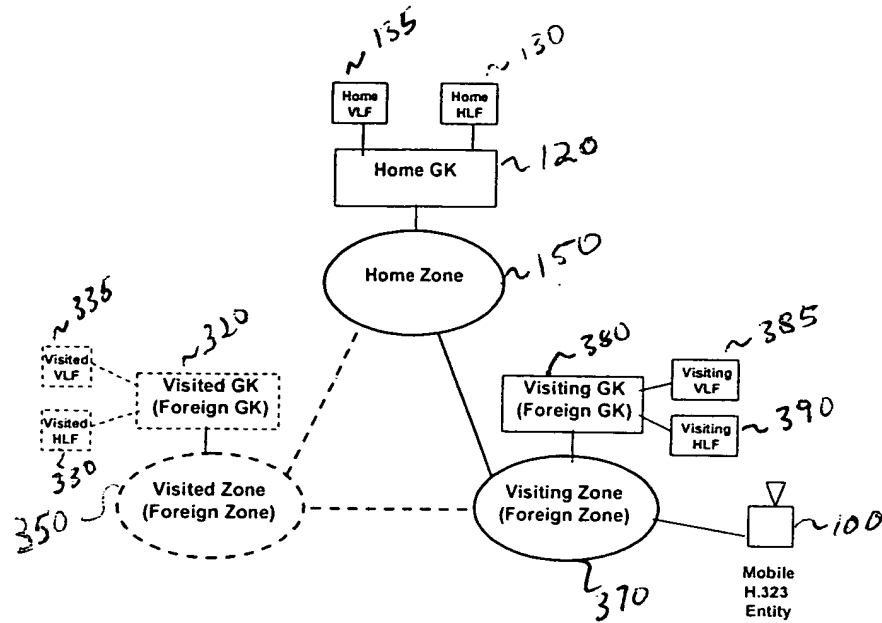 135
130
Home
VLF
Home
HLF
Home GK
120
Home Zone
150
335
320
Visited
VLF
Visited GK
(Foreign GK)
Visited
HLF
330
380
385
Visiting GK
(Foreign GK)
Visiting
VLF
Visiting
HLF
390
350
Visited Zone
(Foreign Zone)
Visiting Zone
(Foreign Zone)
370
100
Mobile
H.323
Entity